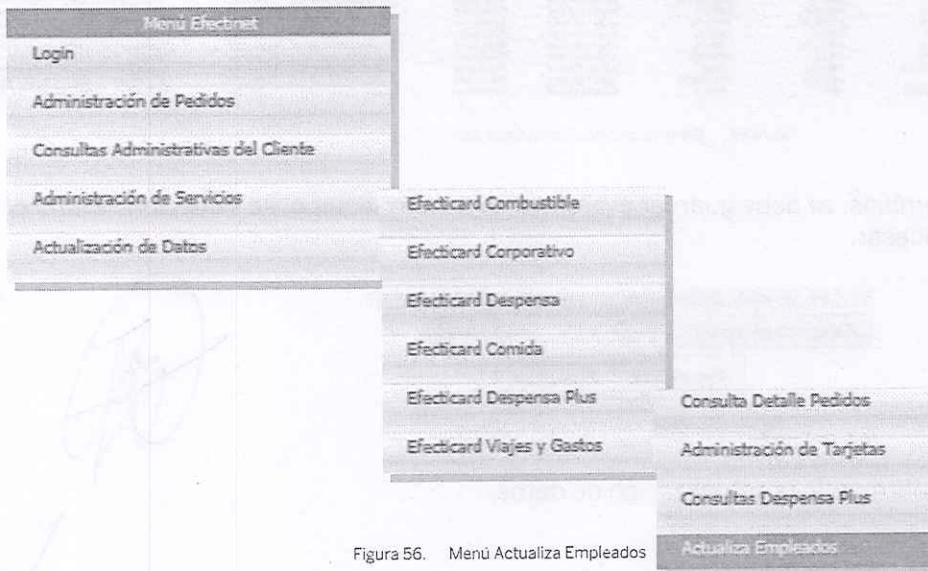 Menú Efectinet
Login
Administración de Pedidos
Consultas Administrativas del Cliente
Administración de Servicios
Actualización de Datos
Efecticard Combustible
Efecticard Corporativo
Efecticard Despensa
Efecticard Comida
Efecticard Despensa Plus
Efecticard Viajes y Gastos
Consulta Detalle Pedidos
Administración de Tarjetas
Consultas Despensa Plus
Actualiza Empleados
Figura 56. Menú Actualiza Empleados